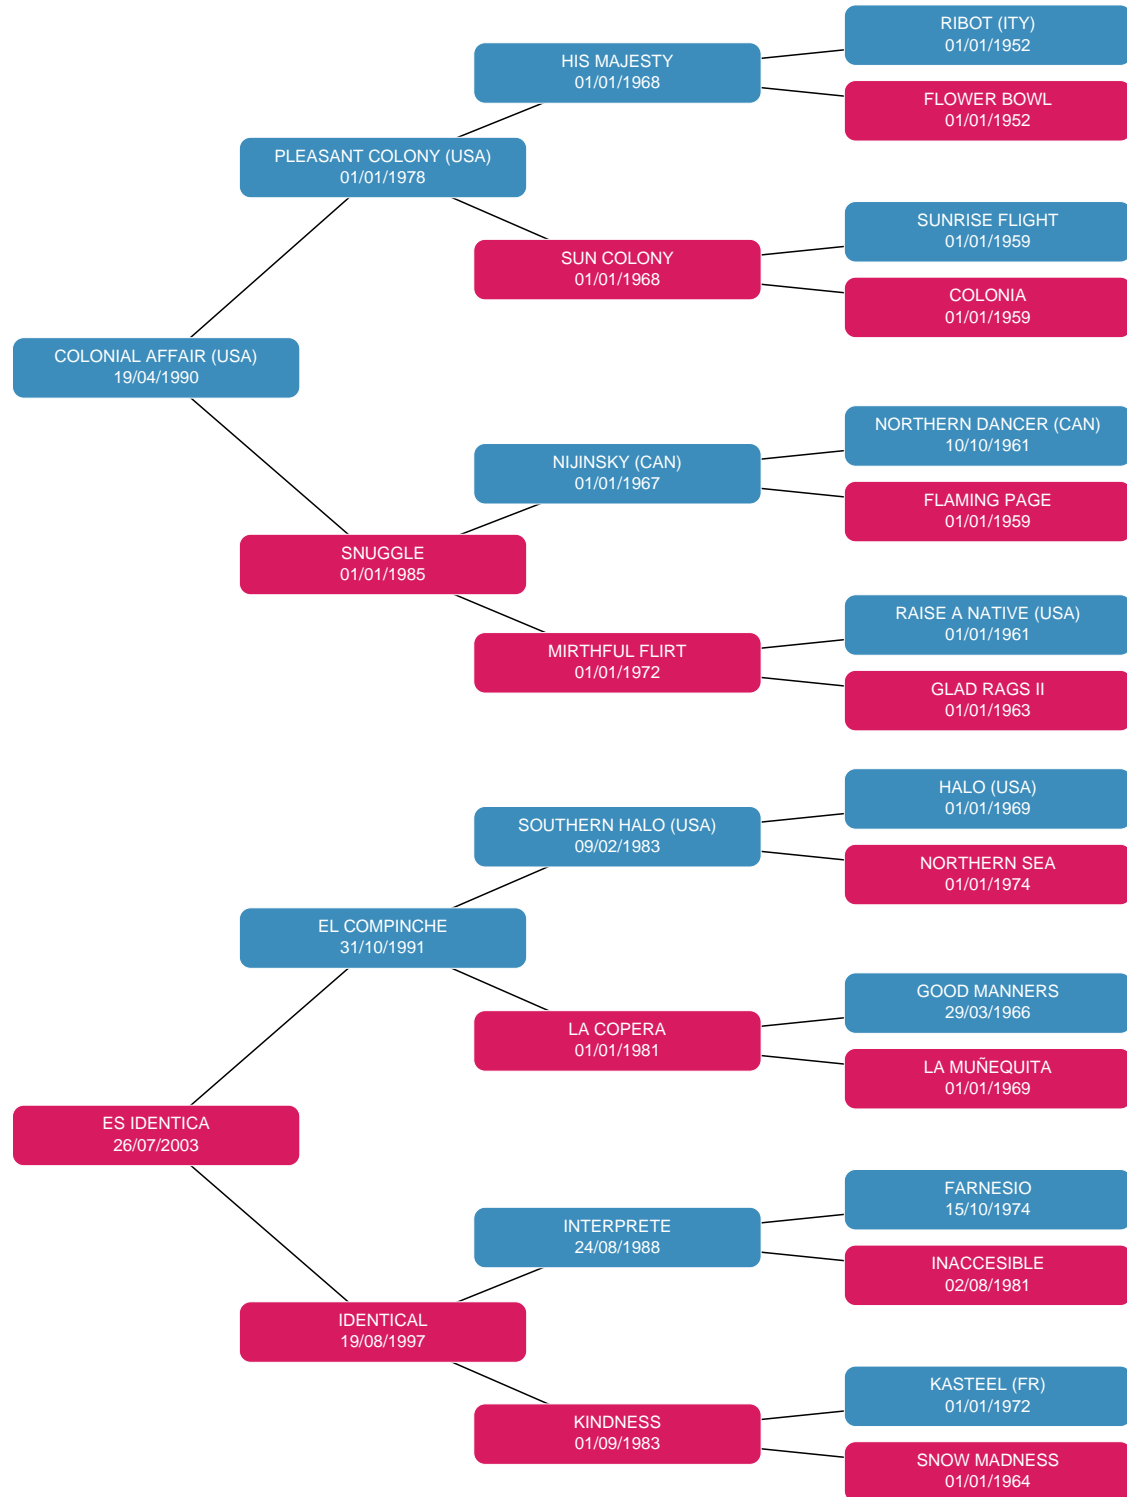 RIBOT (ITY)
01/01/1952
HIS MAJESTY
01/01/1968
FLOWER BOWL
01/01/1952
PLEASANT COLONY (USA)
01/01/1978
SUNRISE FLIGHT
01/01/1959
SUN COLONY
01/01/1968
COLONIA
01/01/1959
COLONIAL AFFAIR (USA)
19/04/1990
NORTHERN DANCER (CAN)
10/10/1961
NIJINSKY (CAN)
01/01/1967
FLAMING PAGE
01/01/1959
SNUGGLE
01/01/1985
RAISE A NATIVE (USA)
01/01/1961
MIRTHFUL FLIRT
01/01/1972
GLAD RAGS II
01/01/1963
HALO (USA)
01/01/1969
SOUTHERN HALO (USA)
09/02/1983
NORTHERN SEA
01/01/1974
EL COMPINCHE
31/10/1991
GOOD MANNERS
29/03/1966
LA COPERA
01/01/1981
LA MUÑEQUITA
01/01/1969
ES IDENTICA
26/07/2003
FARNESIO
15/10/1974
INTERPRETE
24/08/1988
INACCESIBLE
02/08/1981
IDENTICAL
19/08/1997
KASTEEL (FR)
01/01/1972
KINDNESS
01/09/1983
SNOW MADNESS
01/01/1964